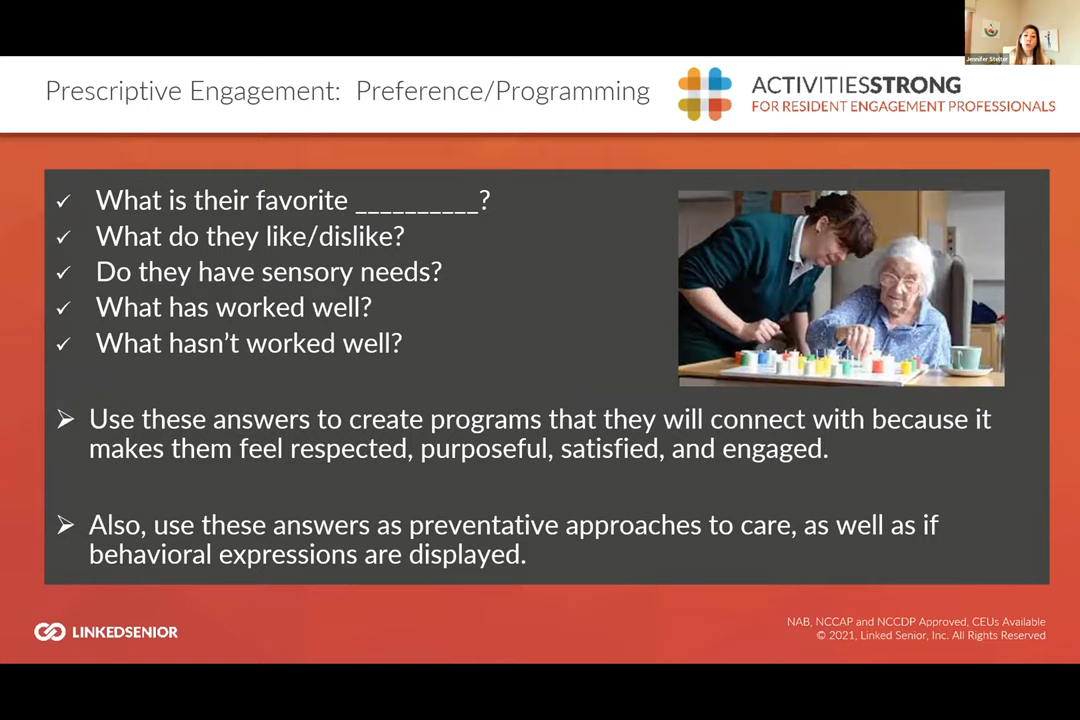 Jennifer Stelter
Prescriptive Engagement: Preference/Programming
ACTIVITIESSTRONG
FOR RESIDENT ENGAGEMENT PROFESSIONALS
What is their favorite __________?
What do they like/dislike?
Do they have sensory needs?
What has worked well?
What hasn’t worked well?
Use these answers to create programs that they will connect with because it
makes them feel respected, purposeful, satisfied, and engaged.
Also, use these answers as preventative approaches to care, as well as if
behavioral expressions are displayed.
LINKEDSENIOR
NAB, NCCAP and NCCDP Approved, CEUs Available
© 2021, Linked Senior, Inc. All Rights Reserved